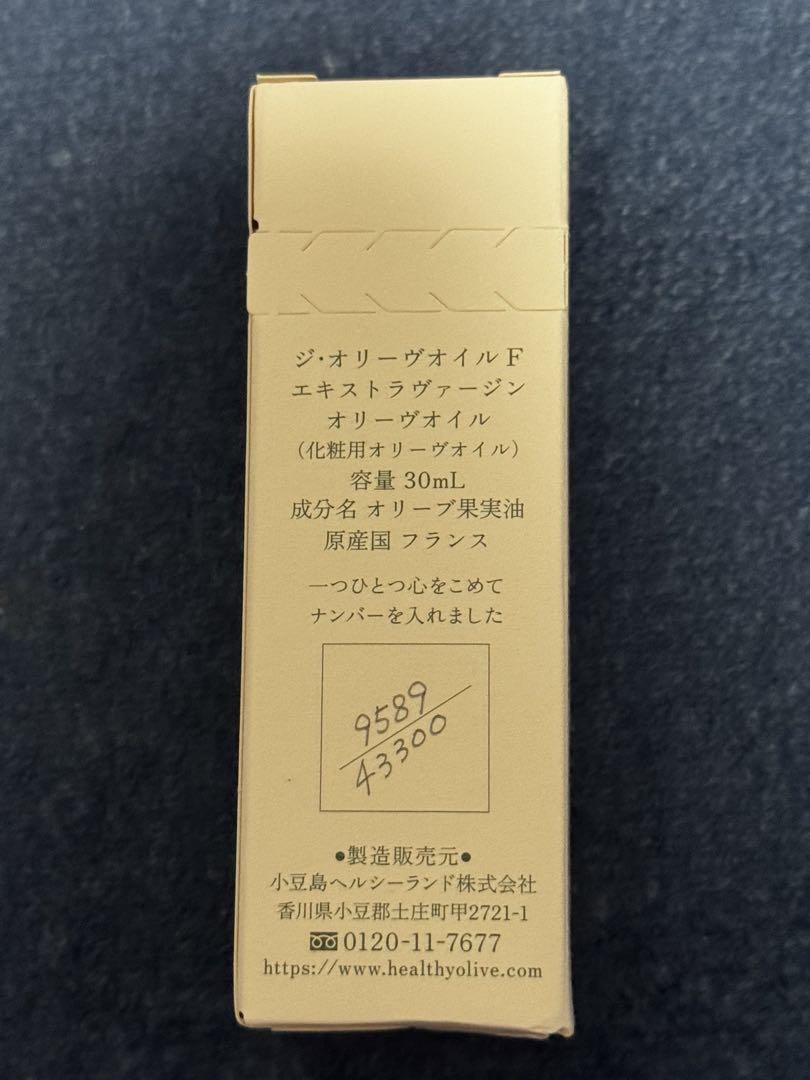 ジ・オリーヴオイル F
エキストラヴァージン
オリーヴオイル
（化粧用オリーヴオイル）
容量 30mL
成分名 オリーブ果実油
原産国 フランス
一つひとつ心をこめて
ナンバーを入れました
9589
43300
●製造販売元●
小豆島ヘルシーランド株式会社
香川県小豆郡土庄町甲2721-1
0120-11-7677
https://www.healthyolive.com